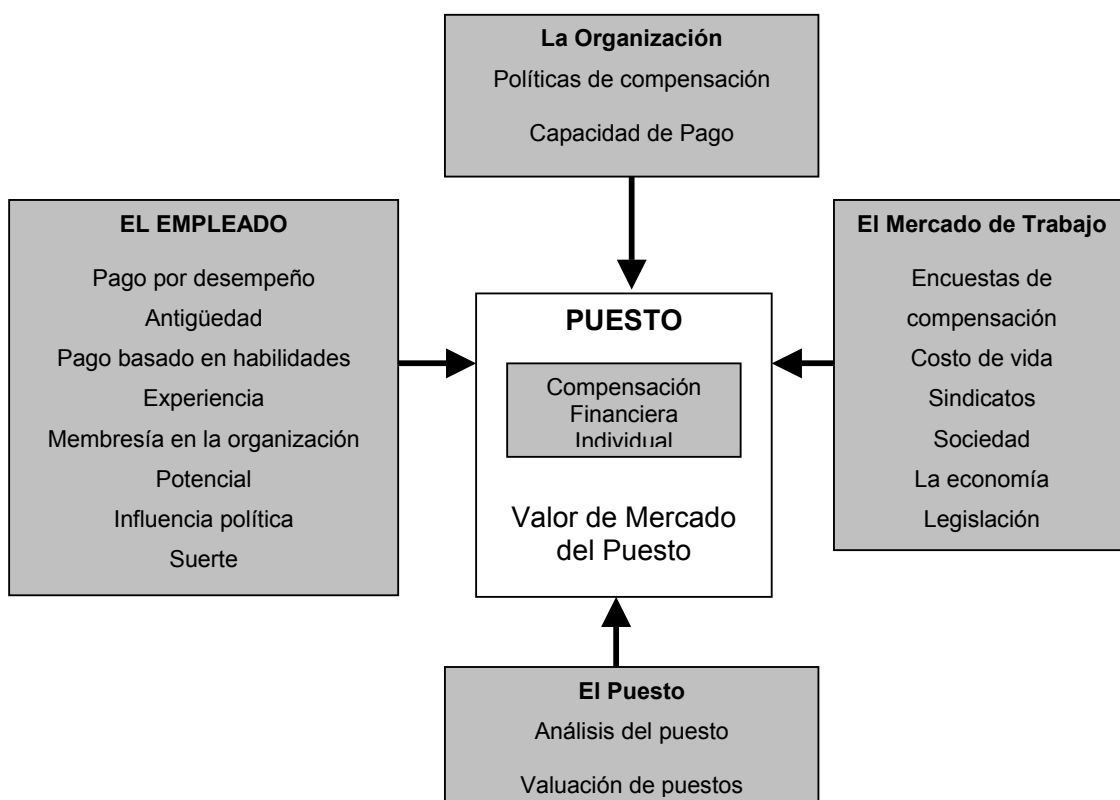 La Organización
Políticas de compensación
Capacidad de Pago
EL EMPLEADO
Pago por desempeño
Antigüedad
Pago basado en habilidades
Experiencia
Membresía en la organización
Potencial
Influencia política
Suerte
PUESTO
Compensación
Financiera
Individual
Valor de Mercado
del Puesto
El Mercado de Trabajo
Encuestas de
compensación
Costo de vida
Sindicatos
Sociedad
La economía
Legislación
El Puesto
Análisis del puesto
Valuación de puestos